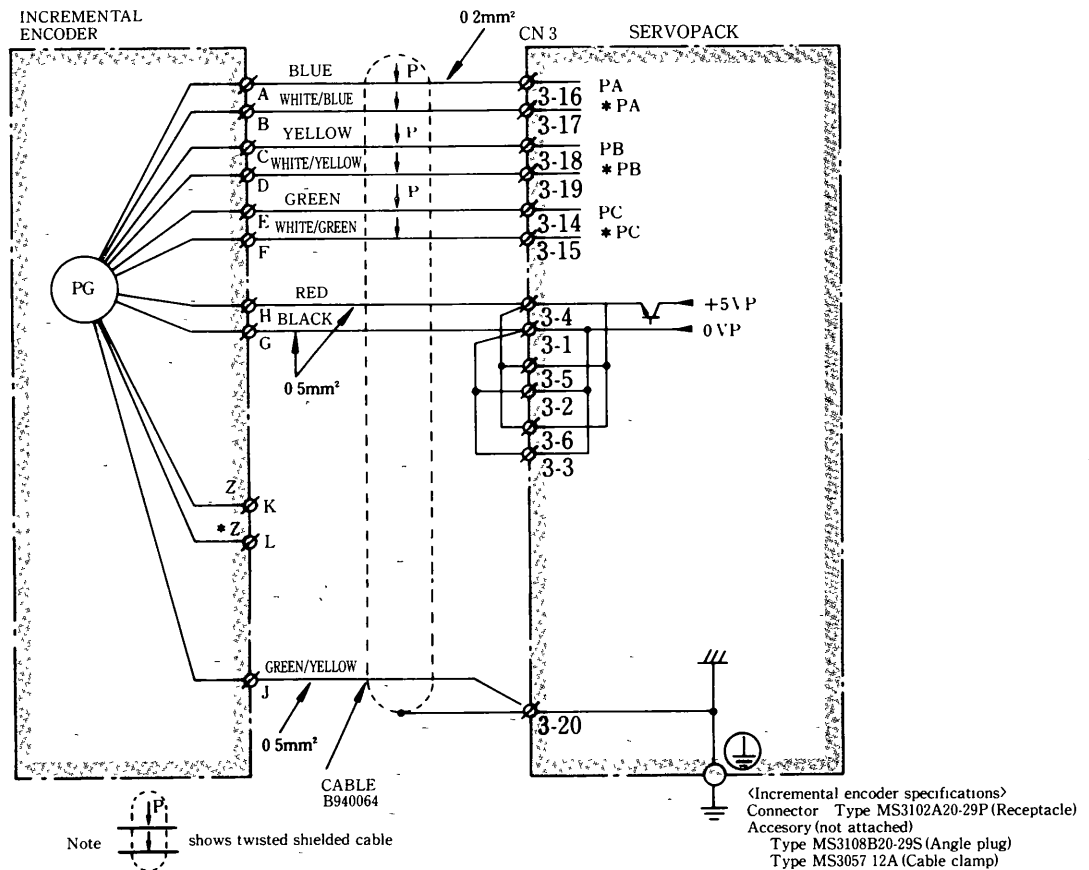 INCREMENTAL
ENCODER
0 2mm²
CN 3
SERVOPACK
BLUE
P
A
3-16
PA
WHITE/BLUE
*PA
B
3-17
YELLOW
P
PB
C
WHITE/YELLOW
3-18
*PB
D
3-19
GREEN
P
PC
E
WHITE/GREEN
3-14
*PC
F
3-15
PG
RED
+5VP
H
BLACK
3-4
0 VP
G
3-1
0 5mm²
3-5
3-2
3-6
3-3
Z
K
*Z
L
GREEN/YELLOW
J
3-20
0 5mm²
CABLE
B940064
P
Note
shows twisted shielded cable
<Incremental encoder specifications>
Connector Type MS3102A20-29P (Receptacle)
Accesory (not attached)
Type MS3108B20-29S (Angle plug)
Type MS3057 12A (Cable clamp)